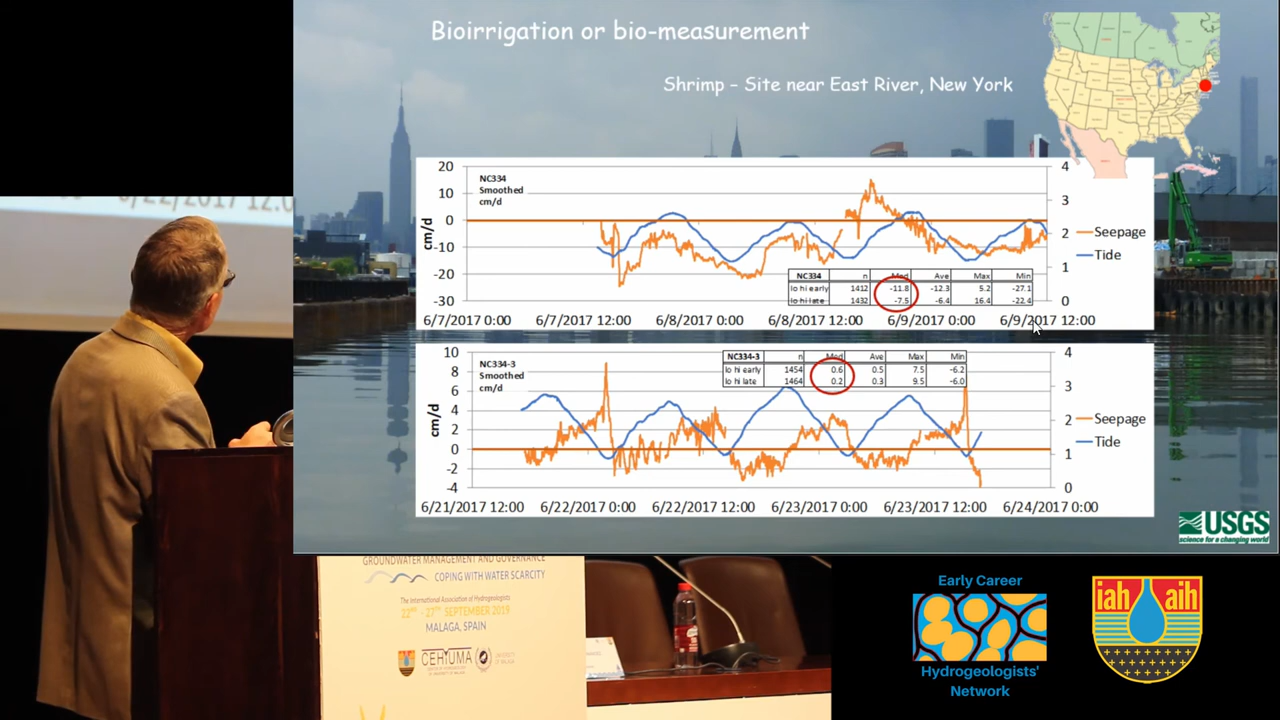 Bioirrigation or bio-measurement
Shrimp – Site near East River, New York
20
10
0
-10
-20
-30
cm/d
NC334
Smoothed
cm/d
4
3
2
1
0
Seepage
Tide
NC334 n Med Ave Max Min
lo hi early 1412 -11.8 -12.3 5.2 -27.1
lo hi late 1432 -7.5 -6.4 16.4 -22.4
6/7/2017 0:00 6/7/2017 12:00 6/8/2017 0:00 6/8/2017 12:00 6/9/2017 0:00 6/9/2017 12:00
10
8
6
4
2
0
-2
-4
cm/d
NC334-3
Smoothed
cm/d
NC334-3 n Med Ave Max Min
lo hi early 1454 0.6 0.5 7.5 -6.2
lo hi late 1464 0.2 0.3 9.5 -6.0
4
3
2
1
0
Seepage
Tide
6/21/2017 12:00 6/22/2017 0:00 6/22/2017 12:00 6/23/2017 0:00 6/23/2017 12:00 6/24/2017 0:00
USGS
science for a changing world
GROUNDWATER MANAGEMENT AND GOVERNANCE
COPING WITH WATER SCARCITY
The International Association of Hydrogeologists
22ND - 27TH SEPTEMBER 2019
MALAGA, SPAIN
CEHIUMA
Early Career
Hydrogeologists'
Network
iah aih